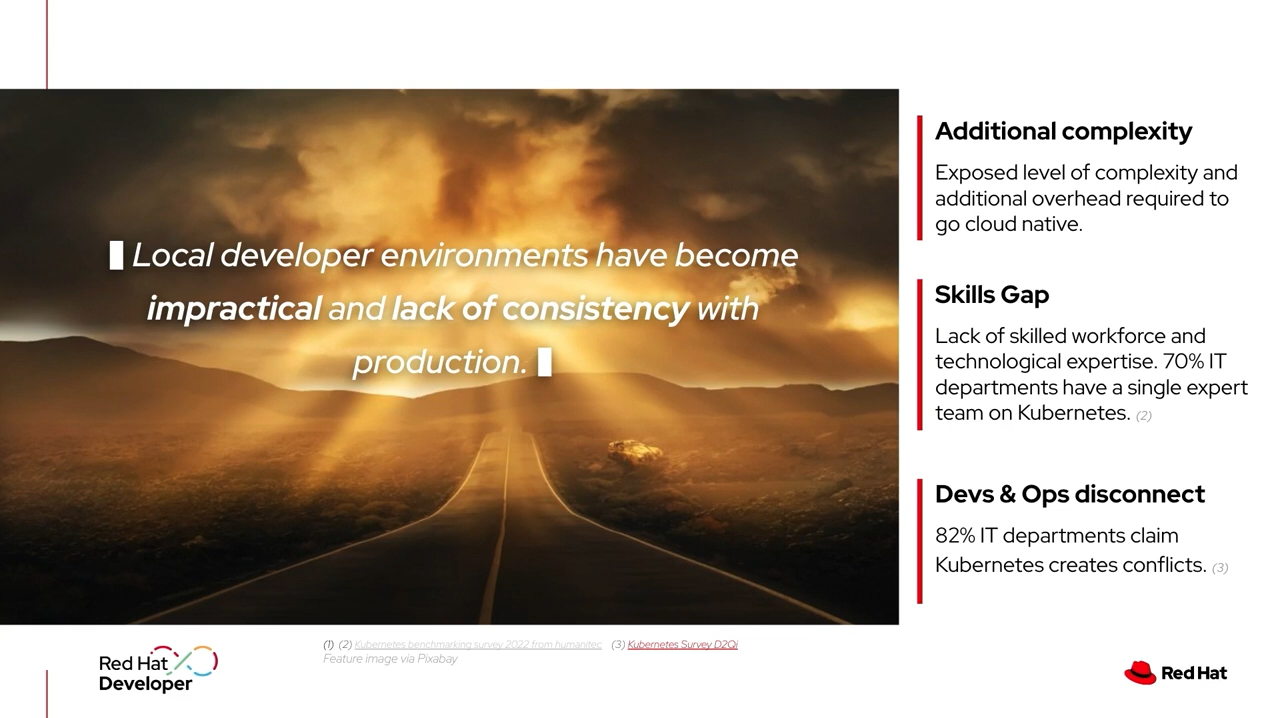 Local developer environments have become
impractical and lack of consistency with
production.
Additional complexity
Exposed level of complexity and
additional overhead required to
go cloud native.
Skills Gap
Lack of skilled workforce and
technological expertise. 70% IT
departments have a single expert
team on Kubernetes. (2)
Devs & Ops disconnect
82% IT departments claim
Kubernetes creates conflicts. (3)
(1) (2) Kubernetes benchmarking survey 2022 from humanitec (3) Kubernetes Survey D2Qi
Feature image via Pixabay
Red Hat
Developer
Red Hat